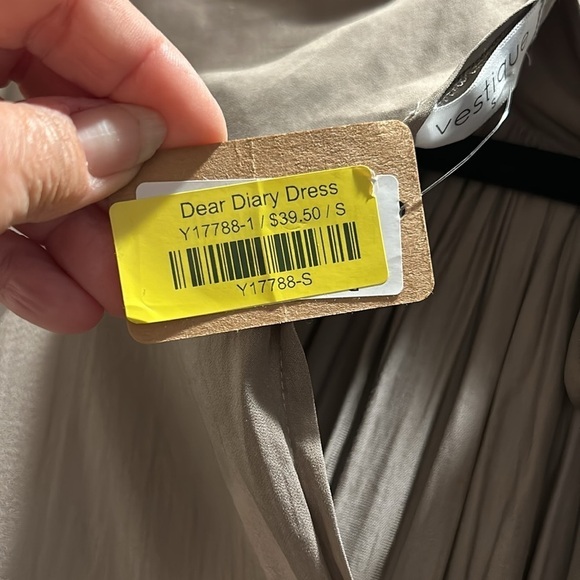 vestique
S
Dear Diary Dress
Y17788-1 / $39.50 / S
Y17788-S